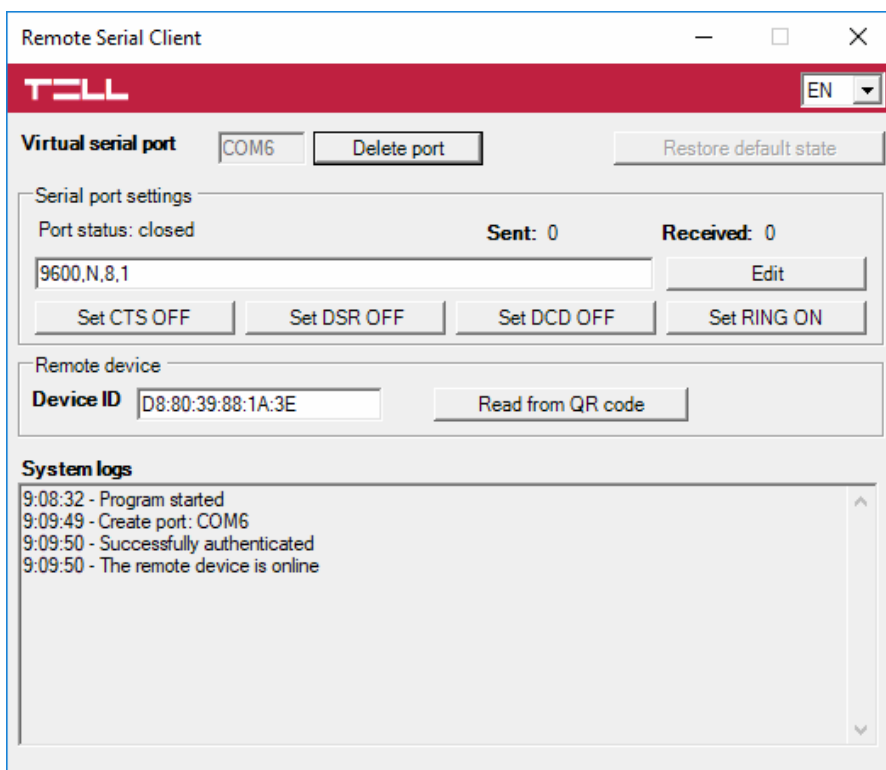 Remote Serial Client
TELL
EN
Virtual serial port COM6 Delete port Restore default state
Serial port settings
Port status: closed Sent: 0 Received: 0
9600,N,8,1 Edit
Set CTS OFF Set DSR OFF Set DCD OFF Set RING ON
Remote device
Device ID D8:80:39:88:1A:3E Read from QR code
System logs
9:08:32 - Program started
9:09:49 - Create port: COM6
9:09:50 - Successfully authenticated
9:09:50 - The remote device is online